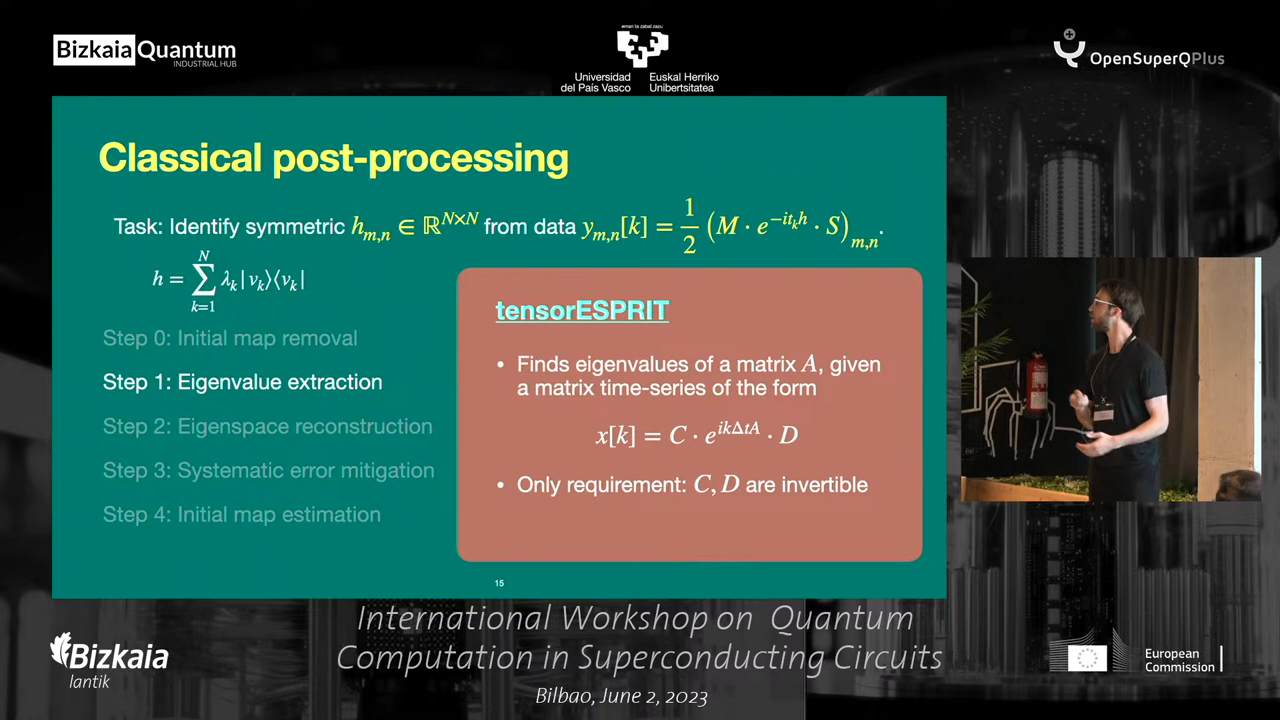 Bizkaia Quantum
INDUSTRIAL HUB
eman ta zabal zazu
Universidad del País Vasco
Euskal Herriko Unibertsitatea
OpenSuperQPlus
Classical post-processing
Task: Identify symmetric h_{m,n} ∈ ℝ^{N×N} from data y_{m,n}[k] = 1/2 (M · e^{-it_k h} · S)_{m,n}.
h = ∑_{k=1}^{N} λ_k|v_k⟩⟨v_k|
Step 0: Initial map removal
Step 1: Eigenvalue extraction
Step 2: Eigenspace reconstruction
Step 3: Systematic error mitigation
Step 4: Initial map estimation
tensorESPRIT
• Finds eigenvalues of a matrix A, given
a matrix time-series of the form
x[k] = C · e^{ikΔtA} · D
• Only requirement: C, D are invertible
15
International Workshop on Quantum
Computation in Superconducting Circuits
Bilbao, June 2, 2023
Bizkaia
lantik
European
Commission